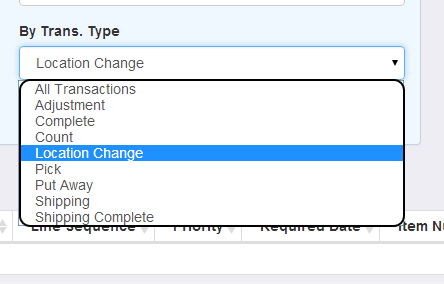 By Trans. Type
Location Change
All Transactions
Adjustment
Complete
Count
Location Change
Pick
Put Away
Shipping
Shipping Complete
Line Sequence Priority Required Date Item